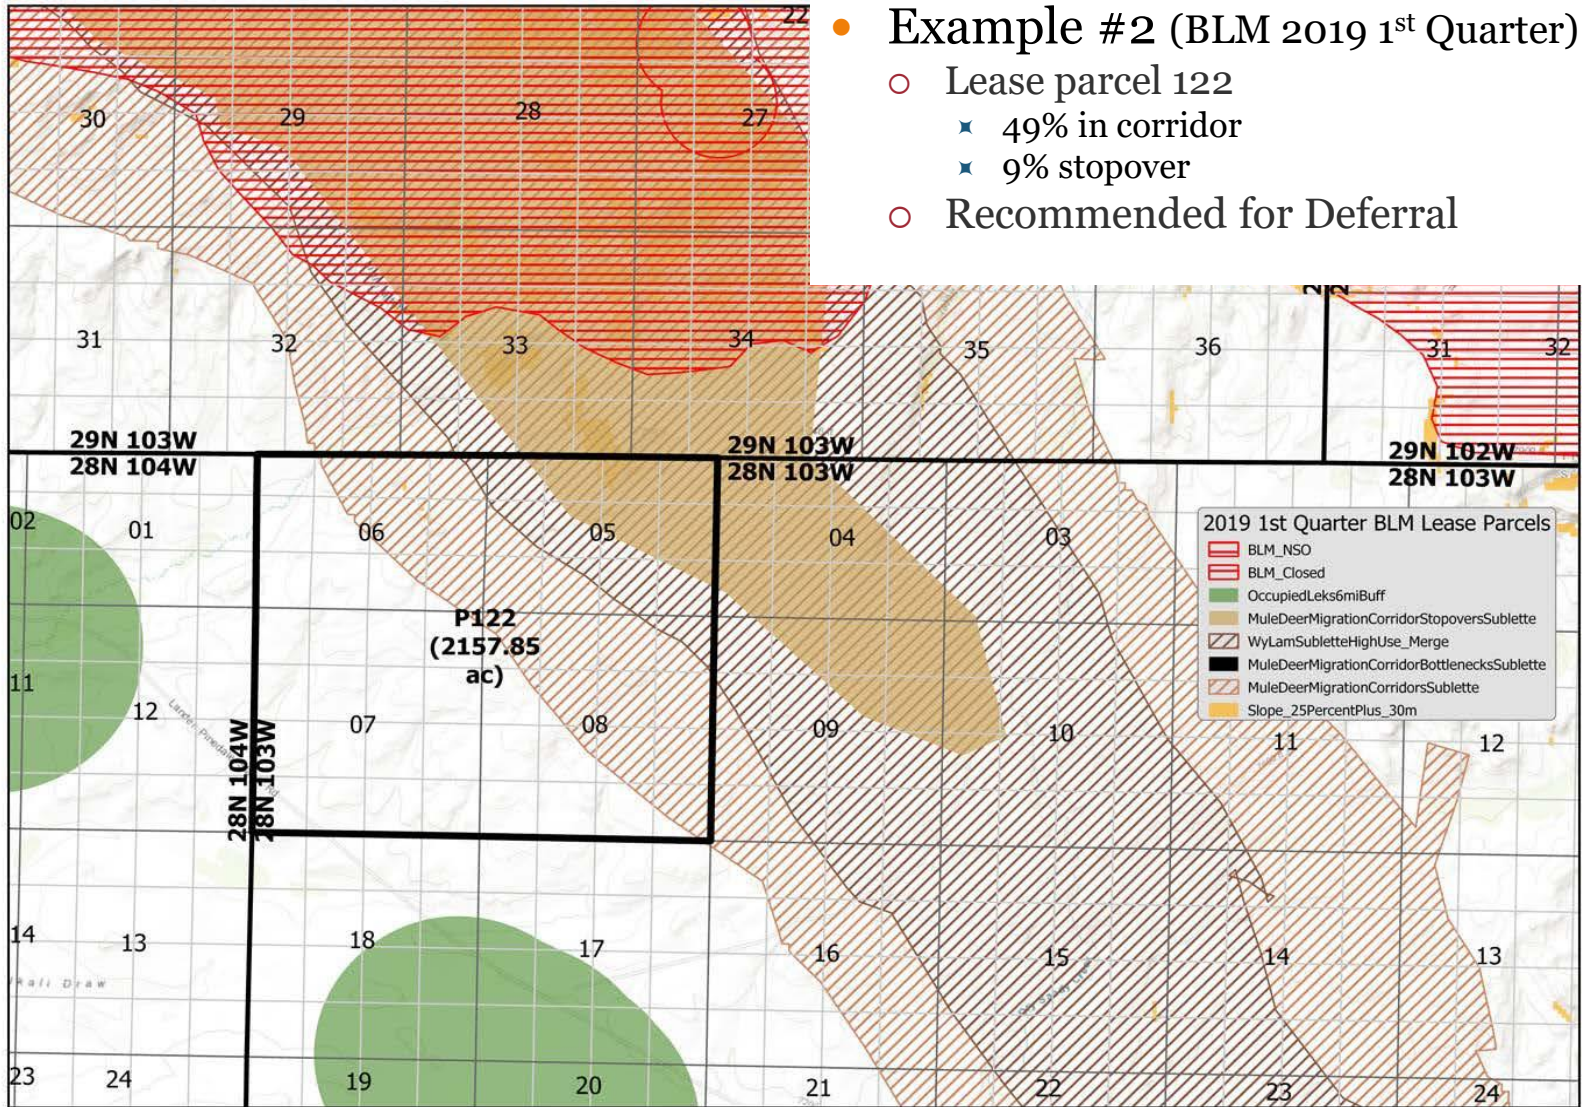 Example #2 (BLM 2019 1st Quarter)
Lease parcel 122
49% in corridor
9% stopover
Recommended for Deferral
22
30
29
28
27
31
32
33
34
35
36
31
32
29N 103W
28N 104W
29N 103W
28N 103W
29N 102W
28N 103W
02
01
06
05
04
03
2019 1st Quarter BLM Lease Parcels
BLM_NSO
BLM_Closed
OccupiedLeks6miBuff
MuleDeerMigrationCorridorStopoversSublette
WyLamSubletteHighUse_Merge
MuleDeerMigrationCorridorBottlenecksSublette
MuleDeerMigrationCorridorsSublette
Slope_25PercentPlus_30m
P122
(2157.85
ac)
11
12
07
08
09
10
11
12
28N 104W
28N 103W
14
13
18
17
16
15
14
13
23
24
19
20
21
22
23
24